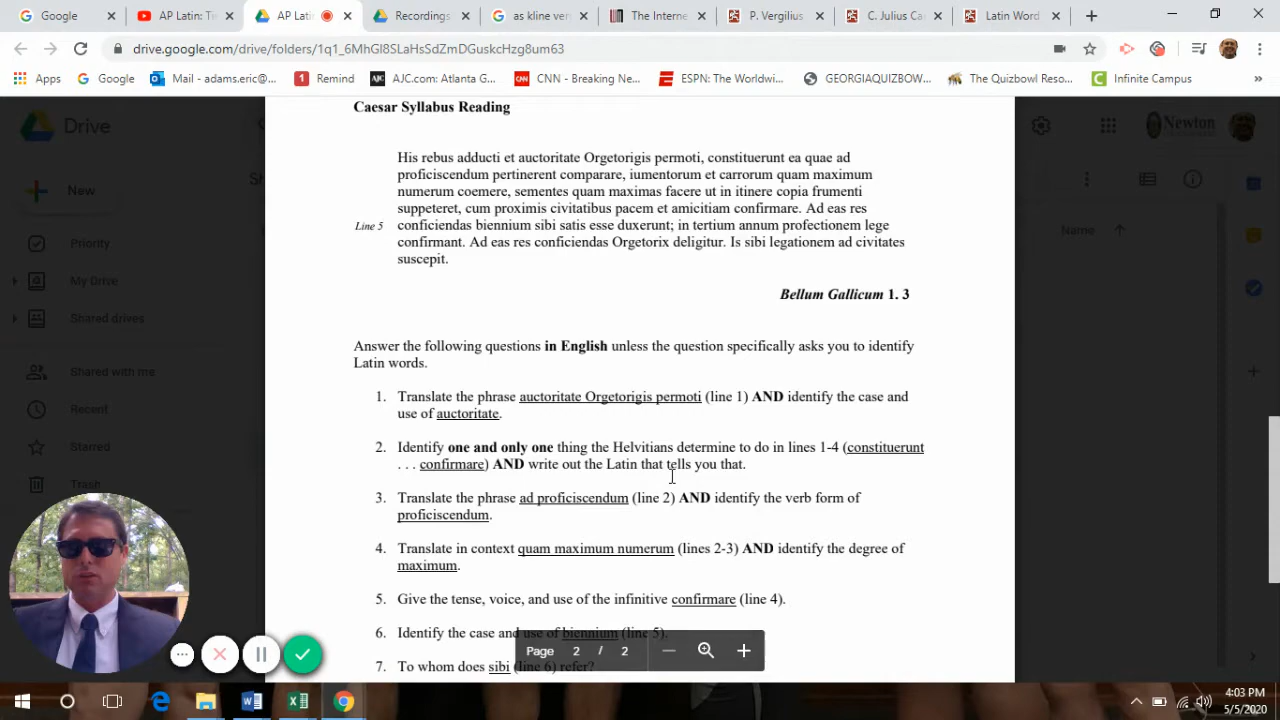 AP Latin: Ti
AP Lati
Recordings
as kline ver
The Interne
P. Vergilius
C. Julius Ca
Latin Word
drive.google.com/drive/folders/1q1_6MhGl8SLaHsSdZmDGuskcHzg8um63
Apps Google Mail - adams.eric@... Remind AJC.com: Atlanta G... CNN - Breaking Ne... ESPN: The Worldwi... GEORGIAQUIZBOW... The Quizbowl Reso... Infinite Campus »
Drive
Newton
New
Name
Priority
My Drive
Shared drives
Shared with me
Recent
Starred
Trash
Caesar Syllabus Reading
His rebus adducti et auctoritate Orgetorigis permoti, constituerunt ea quae ad
proficiscendum pertinerent comparare, iumentorum et carrorum quam maximum
numerum coemere, sementes quam maximas facere ut in itinere copia frumenti
suppeteret, cum proximis civitatibus pacem et amicitiam confirmare. Ad eas res
Line 5 conficiendas biennium sibi satis esse duxerunt; in tertium annum profectionem lege
confirmant. Ad eas res conficiendas Orgetorix deligitur. Is sibi legationem ad civitates
suscepit.
Bellum Gallicum 1. 3
Answer the following questions in English unless the question specifically asks you to identify
Latin words.
1. Translate the phrase auctoritate Orgetorigis permoti (line 1) AND identify the case and
use of auctoritate.
2. Identify one and only one thing the Helvitians determine to do in lines 1-4 (constituerunt
. . . confirmare) AND write out the Latin that tells you that.
3. Translate the phrase ad proficiscendum (line 2) AND identify the verb form of
proficiscendum.
4. Translate in context quam maximum numerum (lines 2-3) AND identify the degree of
maximum.
5. Give the tense, voice, and use of the infinitive confirmare (line 4).
6. Identify the case and use of biennium (line 5).
7. To whom does sibi (line 6) refer?
Page 2 / 2
4:03 PM
5/5/2020